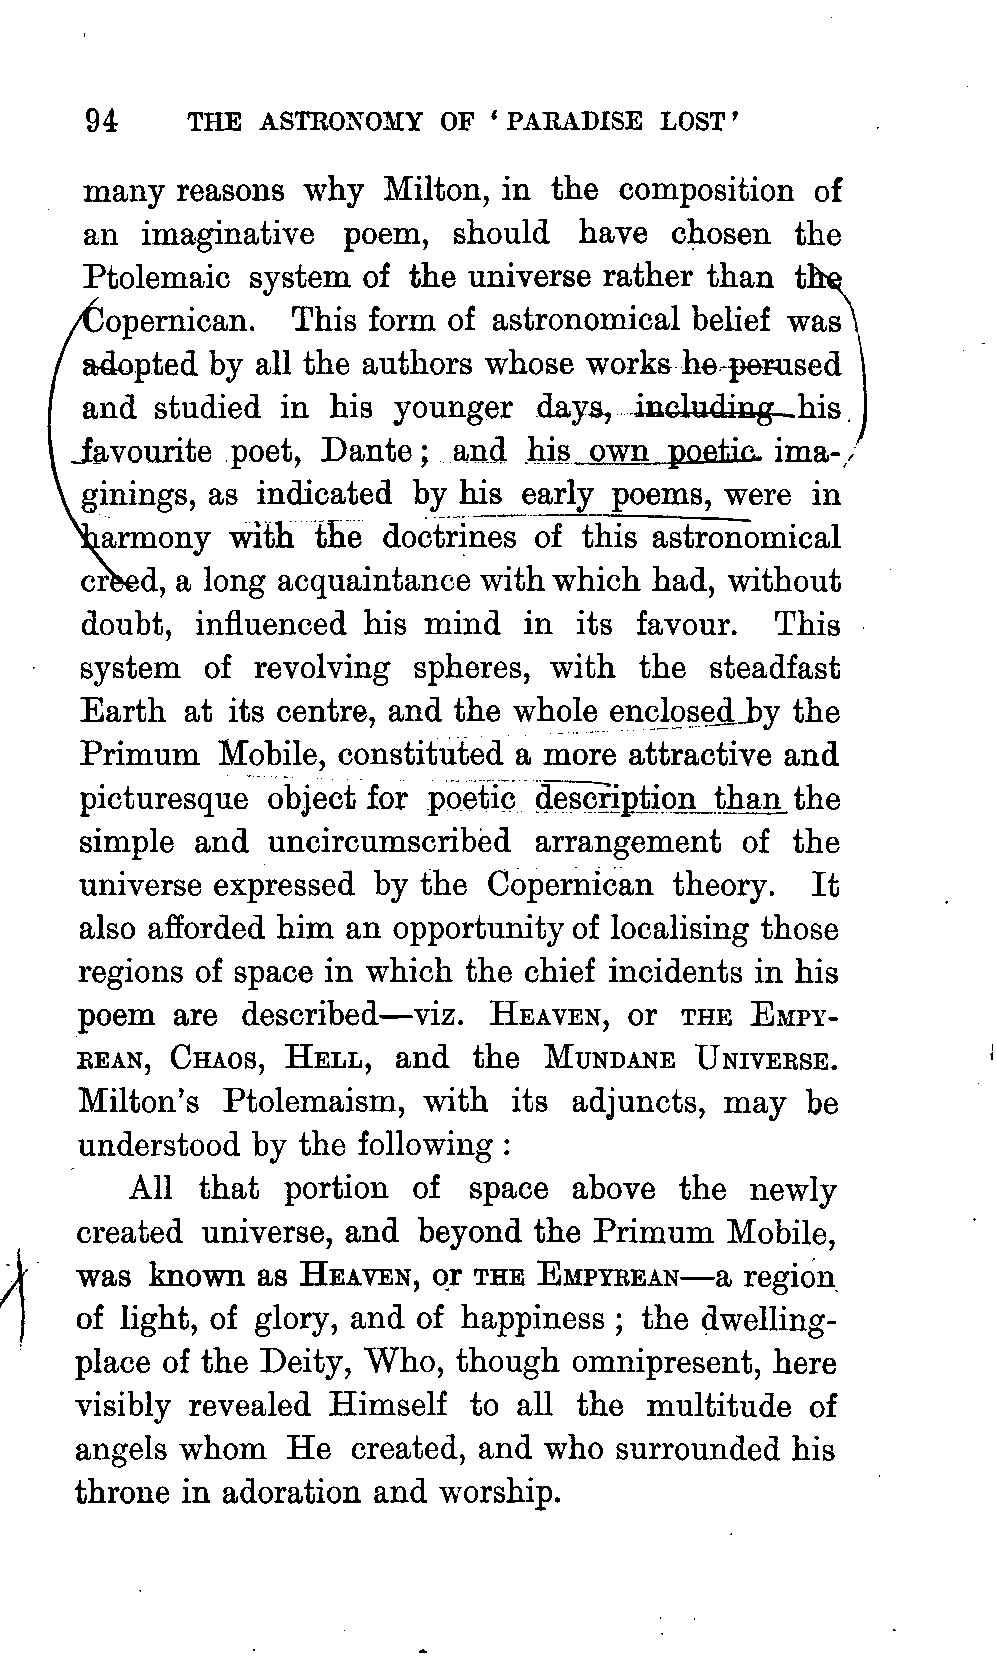 94 THE ASTRONOMY OF ‘PARADISE LOST’
many reasons why Milton, in the composition of
an imaginative poem, should have chosen the
Ptolemaic system of the universe rather than the
Copernican. This form of astronomical belief was
adopted by all the authors whose works he perused
and studied in his younger days, including his
favourite poet, Dante; and his own poetic ima-
ginings, as indicated by his early poems, were in
harmony with the doctrines of this astronomical
creed, a long acquaintance with which had, without
doubt, influenced his mind in its favour. This
system of revolving spheres, with the steadfast
Earth at its centre, and the whole enclosed by the
Primum Mobile, constituted a more attractive and
picturesque object for poetic description than the
simple and uncircumscribed arrangement of the
universe expressed by the Copernican theory. It
also afforded him an opportunity of localising those
regions of space in which the chief incidents in his
poem are described—viz. HEAVEN, or THE EMPY-
REAN, CHAOS, HELL, and the MUNDANE UNIVERSE.
Milton's Ptolemaism, with its adjuncts, may be
understood by the following:
All that portion of space above the newly
created universe, and beyond the Primum Mobile,
was known as HEAVEN, or THE EMPYREAN—a region
of light, of glory, and of happiness; the dwelling-
place of the Deity, Who, though omnipresent, here
visibly revealed Himself to all the multitude of
angels whom He created, and who surrounded his
throne in adoration and worship.